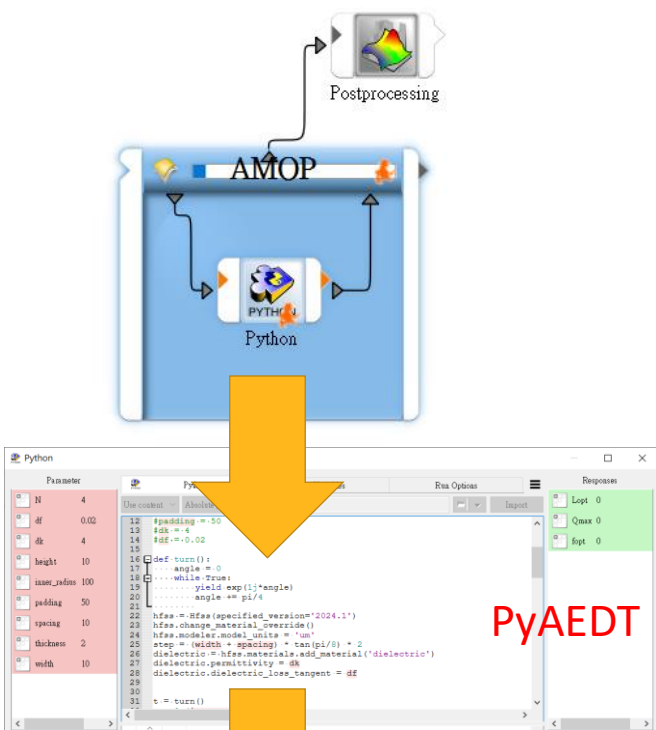 Postprocessing
AMOP
PYTHON
Python
Python
Parameter
Run Options
Responses
Use content
Absolute
Import
N 4
df 0.02
dk 4
height 10
inner_radius 100
padding 50
spacing 10
thickness 2
width 10
12 #padding = 50
13 #dk = 4
14 #df = 0.02
15
16 def turn():
17 angle = 0
18 while True:
19 yield exp(1j*angle)
20 angle += pi/4
21
22 hfss = Hfss(specified_version='2024.1')
23 hfss.change_material_override()
24 hfss.modeler.model_units = 'um'
25 step = (width + spacing) * tan(pi/8) * 2
26 dielectric = hfss.materials.add_material('dielectric')
27 dielectric.permittivity = dk
28 dielectric.dielectric_loss_tangent = df
29
30
31 t = turn()
Lopt 0
Qmax 0
fopt 0
PyAEDT